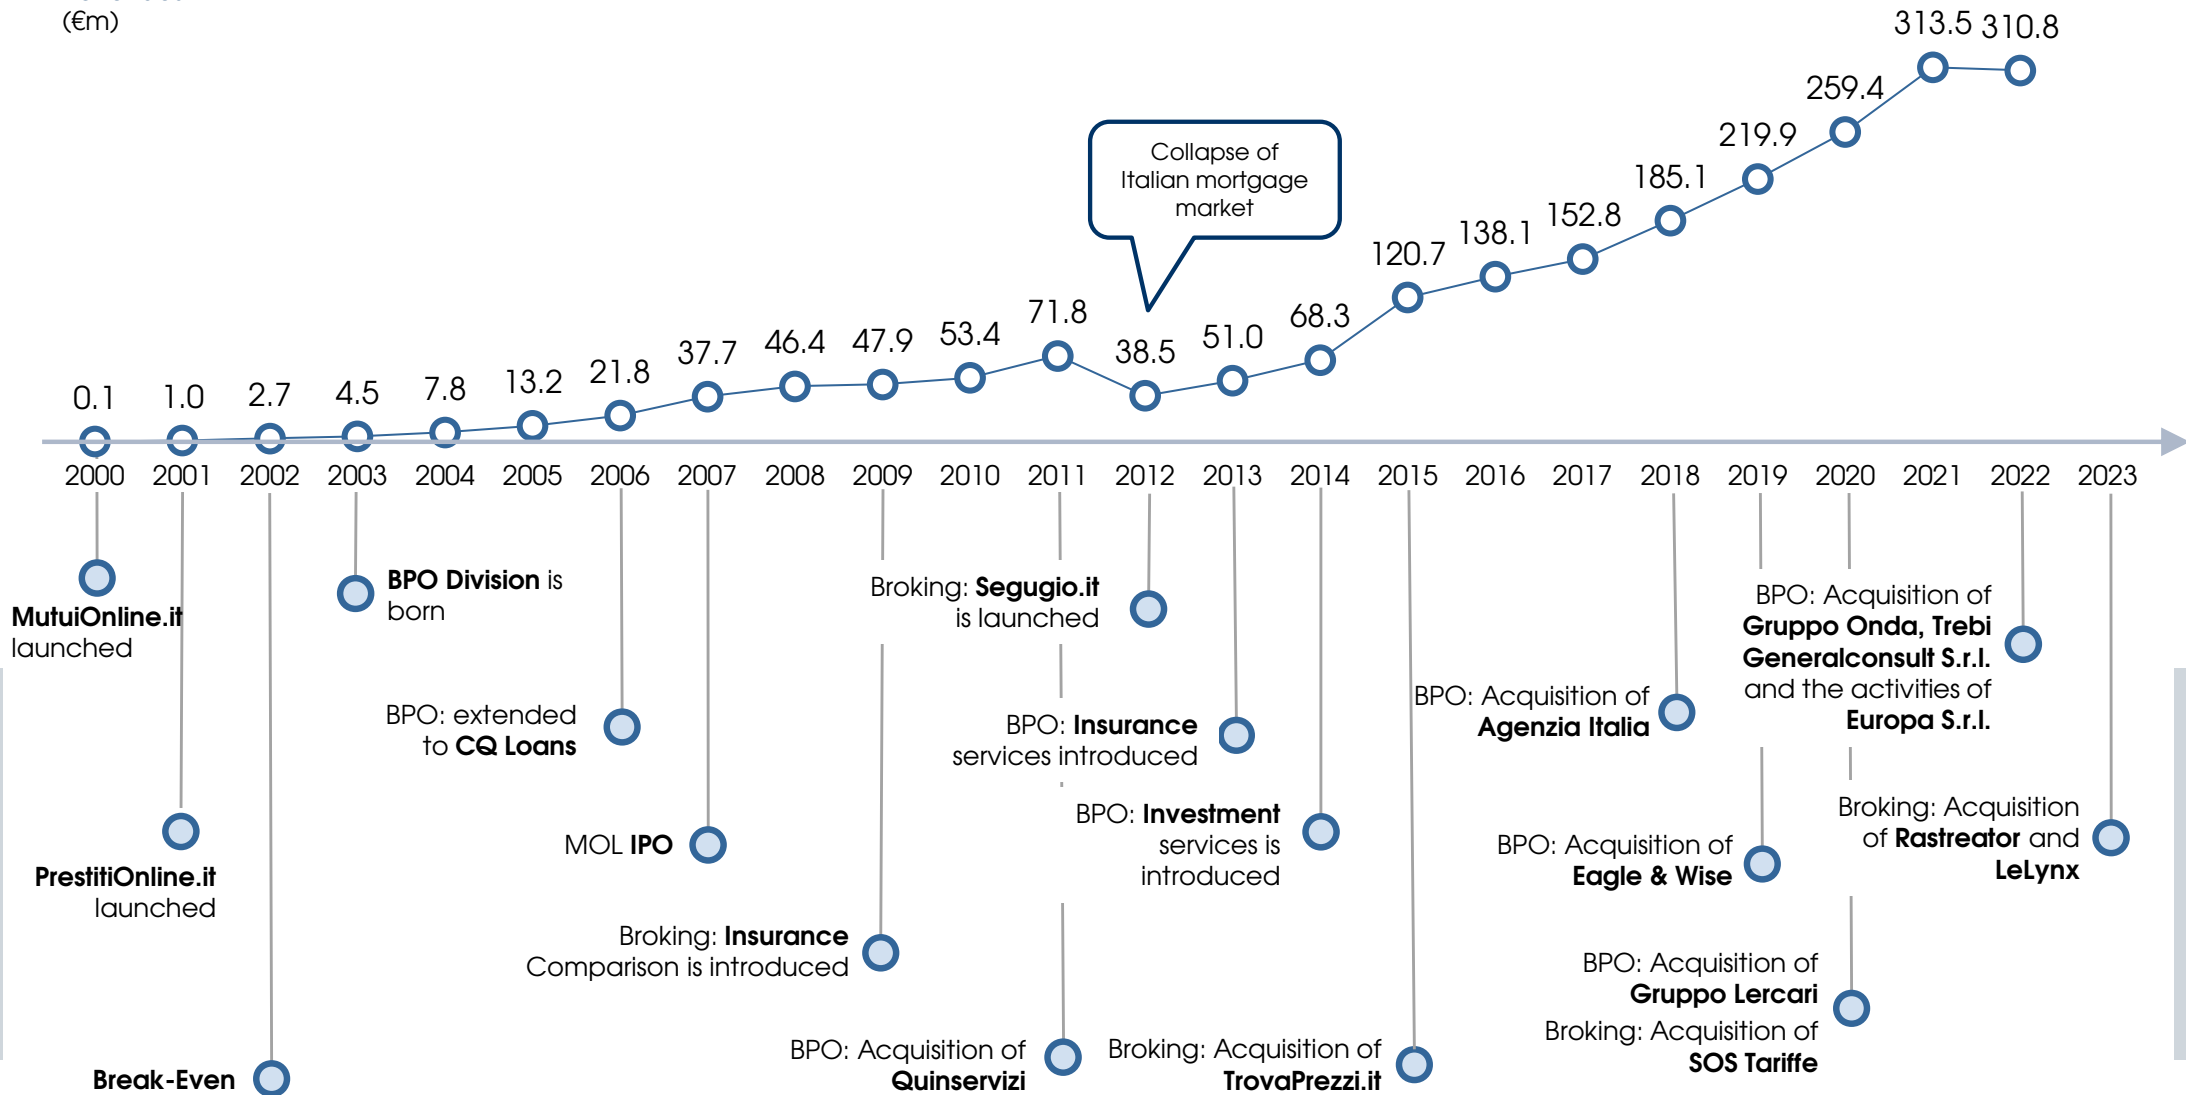 (€m)
313.5 310.8
259.4
219.9
185.1
152.8
138.1
120.7
Collapse of
Italian mortgage
market
68.3
51.0
38.5
71.8
53.4
47.9
46.4
37.7
21.8
13.2
7.8
4.5
2.7
1.0
0.1
2000 2001 2002 2003 2004 2005 2006 2007 2008 2009 2010 2011 2012 2013 2014 2015 2016 2017 2018 2019 2020 2021 2022 2023
MutuiOnline.it
launched
PrestitiOnline.it
launched
Break-Even
BPO Division is
born
BPO: extended
to CQ Loans
MOL IPO
Broking: Insurance
Comparison is introduced
BPO: Acquisition of
Quinservizi
Broking: Segugio.it
is launched
BPO: Insurance
services introduced
BPO: Investment
services is
introduced
Broking: Acquisition of
TrovaPrezzi.it
BPO: Acquisition of
Agenzia Italia
BPO: Acquisition of
Eagle & Wise
BPO: Acquisition of
Gruppo Lercari
Broking: Acquisition of
SOS Tariffe
BPO: Acquisition of
Gruppo Onda, Trebi
Generalconsult S.r.l.
and the activities of
Europa S.r.l.
Broking: Acquisition
of Rastreator and
LeLynx